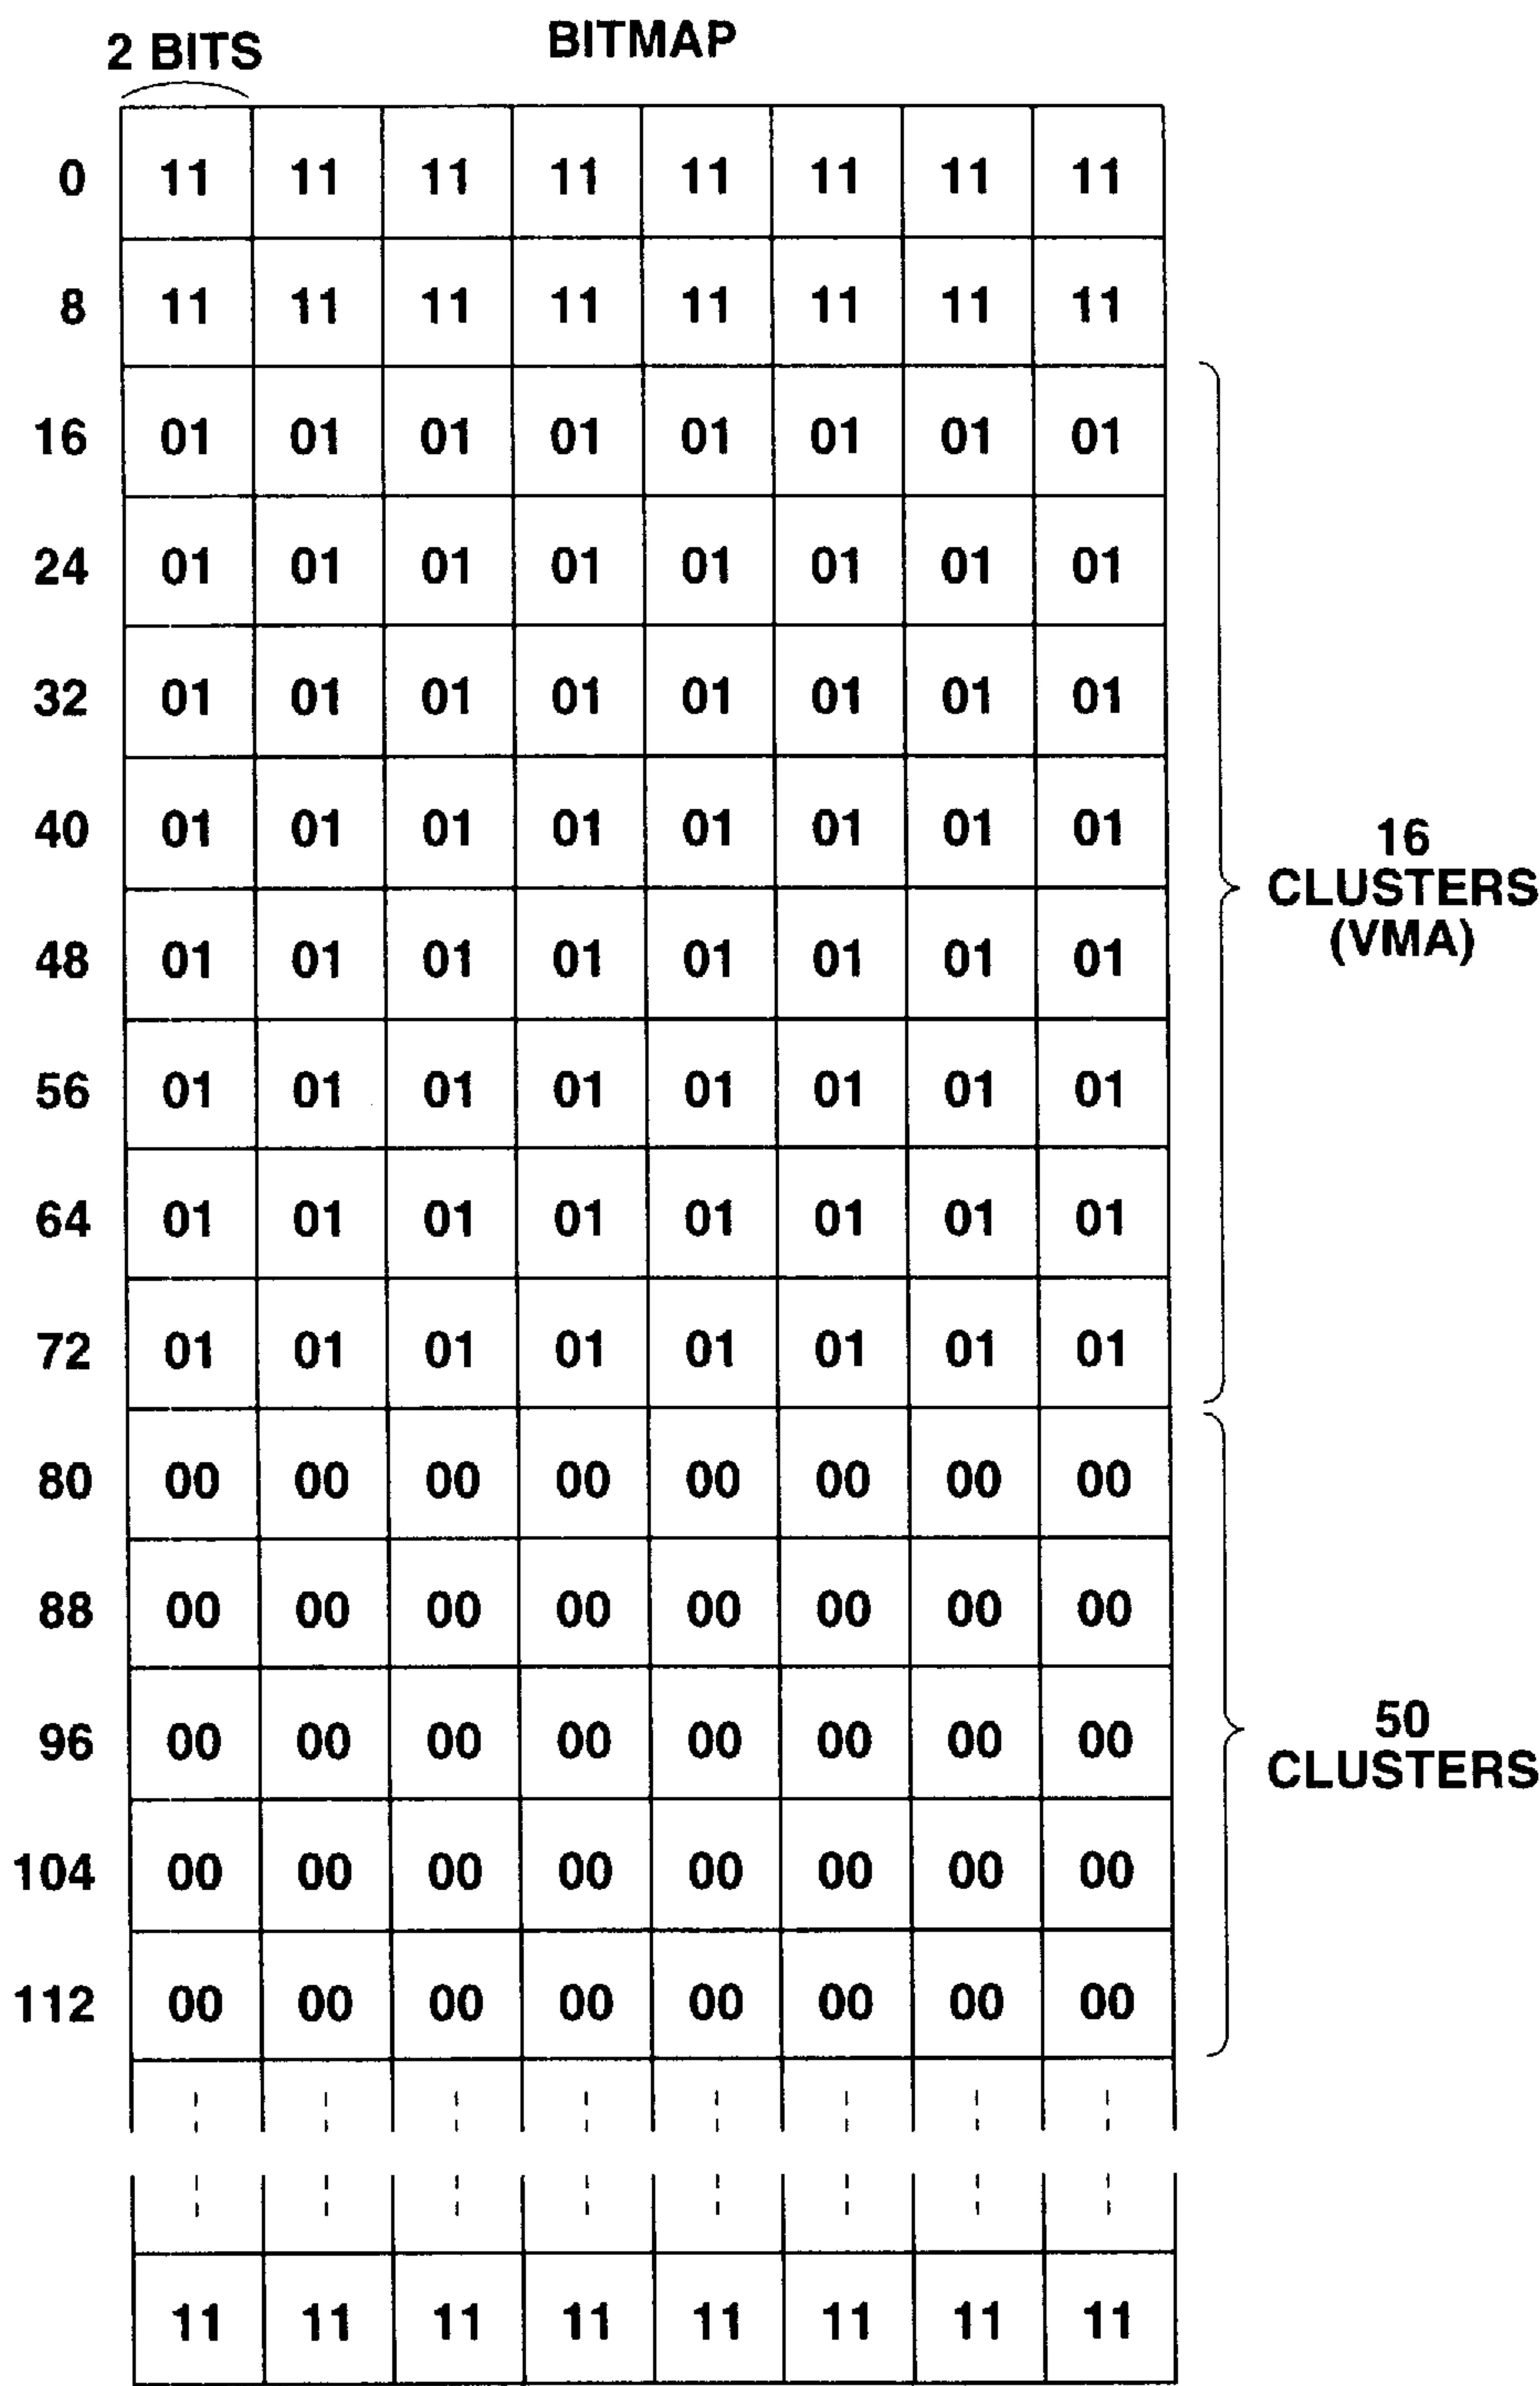 2 BITS BITMAP
0 11 11 11 11 11 11 11 11
8 11 11 11 11 11 11 11 11
16 01 01 01 01 01 01 01 01
24 01 01 01 01 01 01 01 01
32 01 01 01 01 01 01 01 01
40 01 01 01 01 01 01 01 01
48 01 01 01 01 01 01 01 01
56 01 01 01 01 01 01 01 01
64 01 01 01 01 01 01 01 01
72 01 01 01 01 01 01 01 01
16
CLUSTERS
(VMA)
80 00 00 00 00 00 00 00 00
88 00 00 00 00 00 00 00 00
96 00 00 00 00 00 00 00 00
104 00 00 00 00 00 00 00 00
112 00 00 00 00 00 00 00 00
50
CLUSTERS
11 11 11 11 11 11 11 11